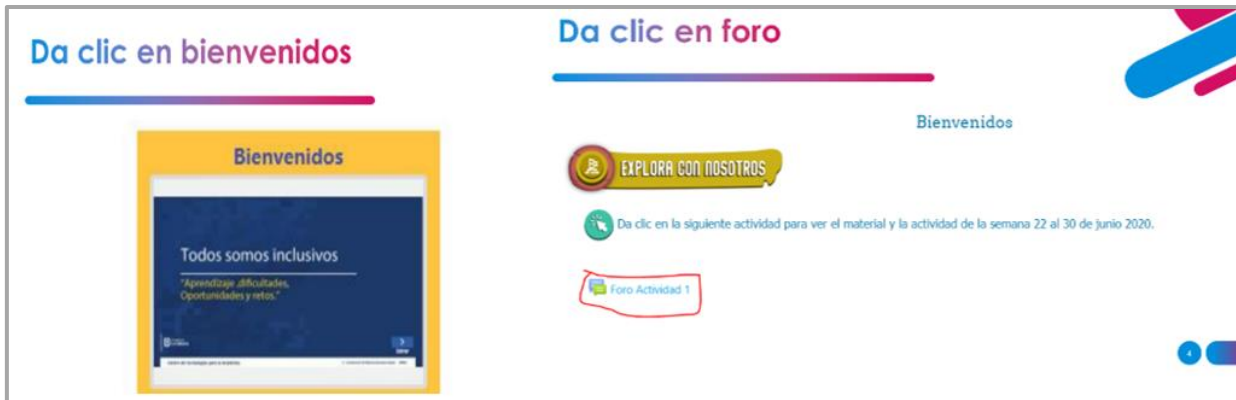 Da clic en bienvenidos
Bienvenidos
Todos somos inclusivos
"Aprendizaje ,dificultades,
Oportunidades y retos."
Da clic en foro
Bienvenidos
EXPLORA CON NOSOTROS
Da clic en la siguiente actividad para ver el material y la actividad de la semana 22 al 30 de junio 2020.
Foro Actividad 1
4